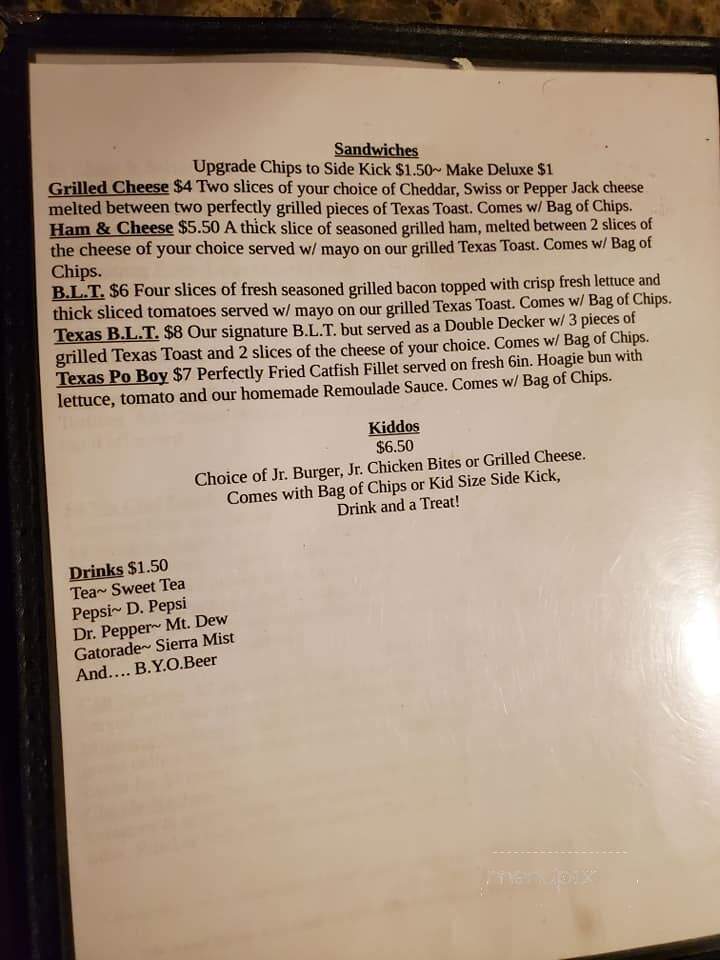 Sandwiches
Upgrade Chips to Side Kick $1.50~ Make Deluxe $1
Grilled Cheese $4 Two slices of your choice of Cheddar, Swiss or Pepper Jack cheese
melted between two perfectly grilled pieces of Texas Toast. Comes w/ Bag of Chips.
Ham & Cheese $5.50 A thick slice of seasoned grilled ham, melted between 2 slices of
the cheese of your choice served w/ mayo on our grilled Texas Toast. Comes w/ Bag of
Chips.
B.L.T. $6 Four slices of fresh seasoned grilled bacon topped with crisp fresh lettuce and
thick sliced tomatoes served w/ mayo on our grilled Texas Toast. Comes w/ Bag of Chips.
Texas B.L.T. $8 Our signature B.L.T. but served as a Double Decker w/ 3 pieces of
grilled Texas Toast and 2 slices of the cheese of your choice. Comes w/ Bag of Chips.
Texas Po Boy $7 Perfectly Fried Catfish Fillet served on fresh 6in. Hoagie bun with
lettuce, tomato and our homemade Remoulade Sauce. Comes w/ Bag of Chips.
Kiddos
$6.50
Choice of Jr. Burger, Jr. Chicken Bites or Grilled Cheese.
Comes with Bag of Chips or Kid Size Side Kick,
Drink and a Treat!
Drinks $1.50
Tea~ Sweet Tea
Pepsi~ D. Pepsi
Dr. Pepper~ Mt. Dew
Gatorade~ Sierra Mist
And…. B.Y.O.Beer
menupix